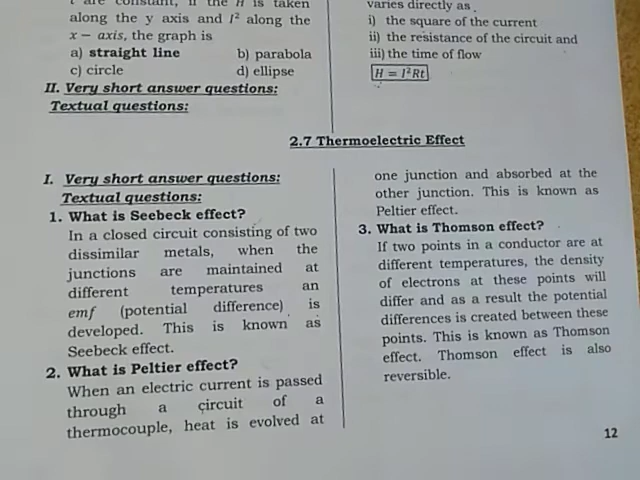 t are constant, if the H is taken
along the y axis and I² along the
x − axis, the graph is
a) straight line b) parabola
c) circle d) ellipse
II. Very short answer questions:
Textual questions:
varies directly as
i) the square of the current
ii) the resistance of the circuit and
iii) the time of flow
H = I²Rt
2.7 Thermoelectric Effect
I. Very short answer questions:
Textual questions:
1. What is Seebeck effect?
In a closed circuit consisting of two
dissimilar metals, when the
junctions are maintained at
different temperatures an
emf (potential difference) is
developed. This is known as
Seebeck effect.
2. What is Peltier effect?
When an electric current is passed
through a circuit of a
thermocouple, heat is evolved at
one junction and absorbed at the
other junction. This is known as
Peltier effect.
3. What is Thomson effect?
If two points in a conductor are at
different temperatures, the density
of electrons at these points will
differ and as a result the potential
differences is created between these
points. This is known as Thomson
effect. Thomson effect is also
reversible.
12